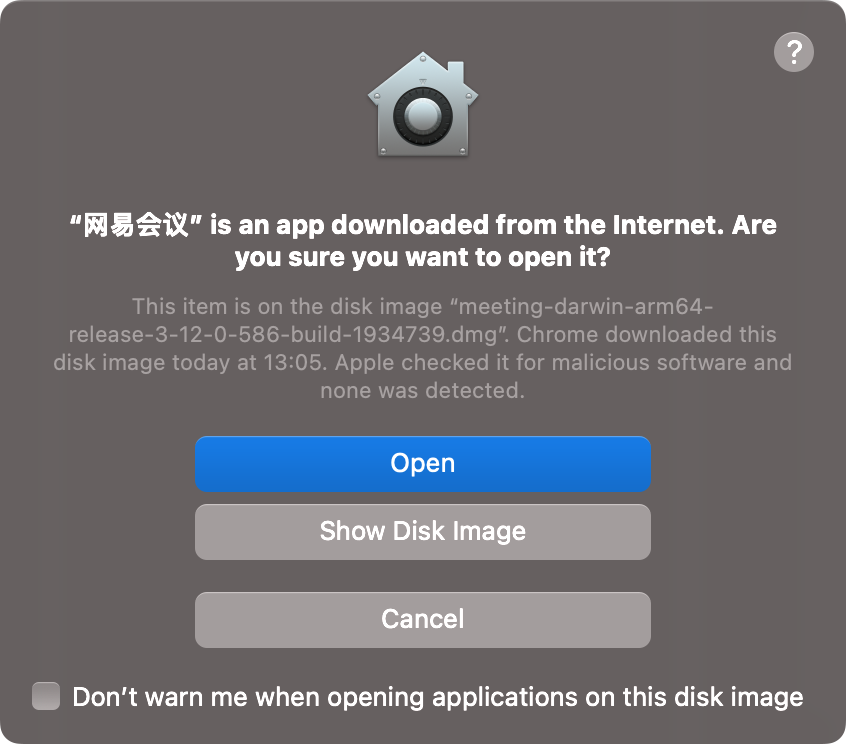 ?
“网易会议” is an app downloaded from the Internet. Are
you sure you want to open it?
This item is on the disk image “meeting-darwin-arm64-
release-3-12-0-586-build-1934739.dmg”. Chrome downloaded this
disk image today at 13:05. Apple checked it for malicious software and
none was detected.
Open
Show Disk Image
Cancel
Don’t warn me when opening applications on this disk image